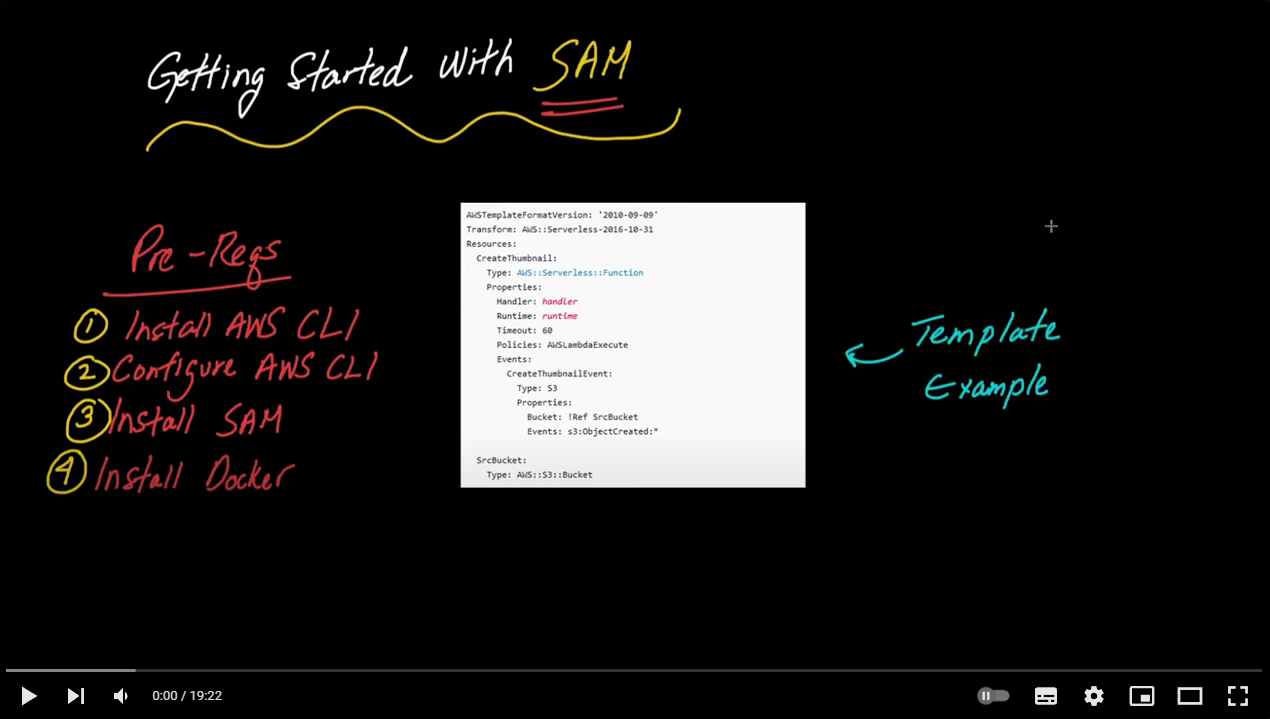 Getting Started With SAM
Pre-Reqs
1 Install AWS CLI
2 Configure AWS CLI
3 Install SAM
4 Install Docker
AWSTemplateFormatVersion: '2010-09-09'
Transform: AWS::Serverless-2016-10-31
Resources:
  CreateThumbnail:
    Type: AWS::Serverless::Function
    Properties:
      Handler: handler
      Runtime: runtime
      Timeout: 60
      Policies: AWSLambdaExecute
      Events:
        CreateThumbnailEvent:
          Type: S3
          Properties:
            Bucket: !Ref SrcBucket
            Events: s3:ObjectCreated:*
  SrcBucket:
    Type: AWS::S3::Bucket
Template
Example
0:00 / 19:22